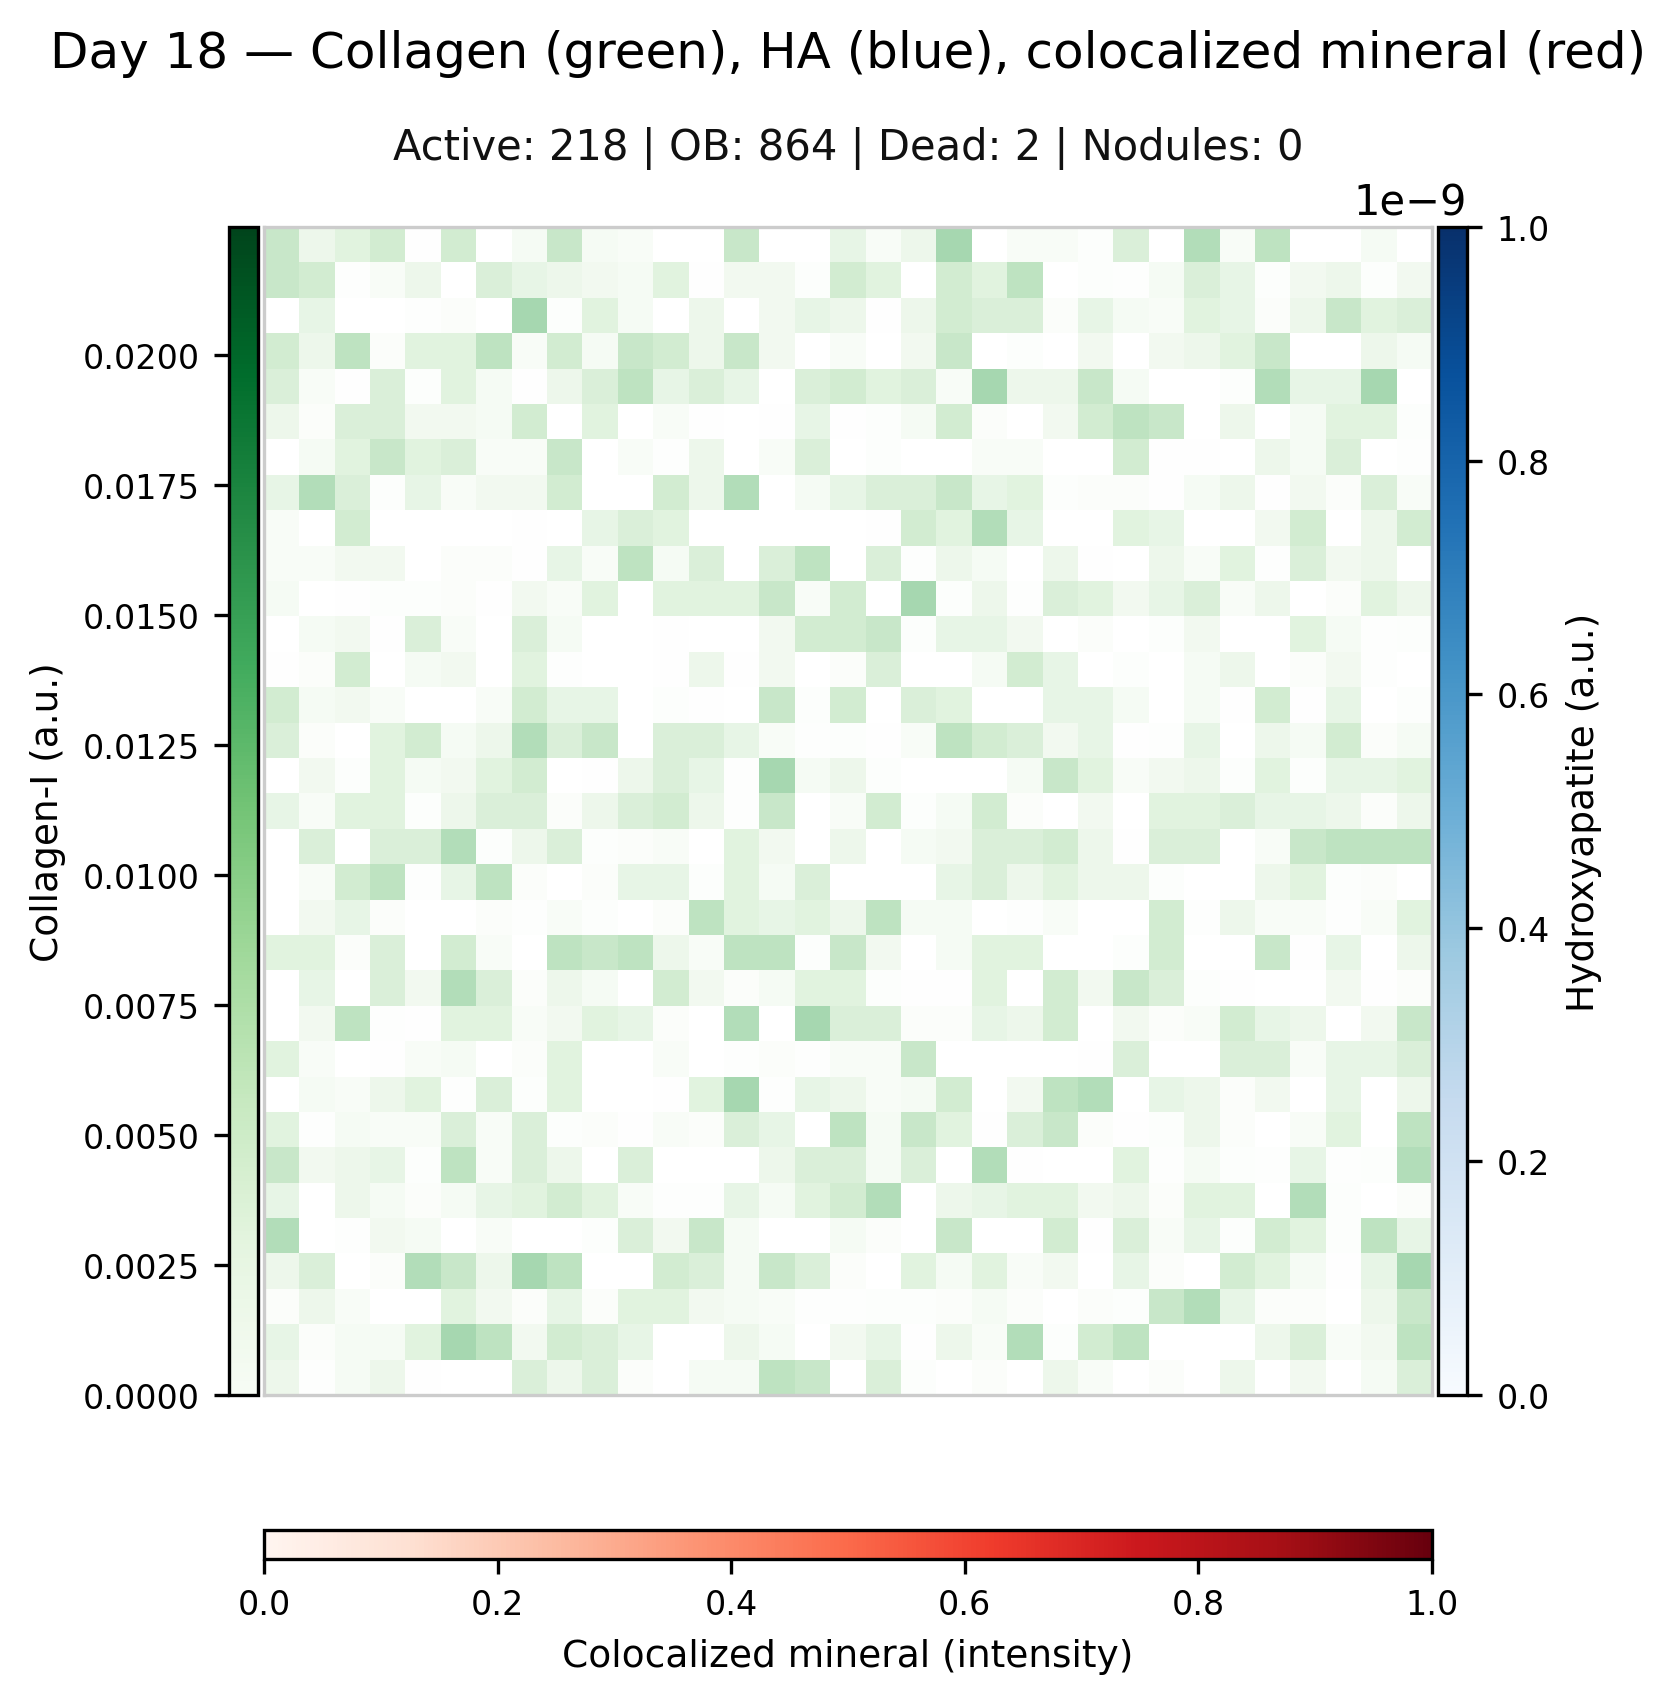 Day 18 — Collagen (green), HA (blue), colocalized mineral (red)
Active: 218 | OB: 864 | Dead: 2 | Nodules: 0
1e−9
0.0200
0.0175
0.0150
0.0125
0.0100
0.0075
0.0050
0.0025
0.0000
Collagen-I (a.u.)
1.0
0.8
0.6
0.4
0.2
0.0
Hydroxyapatite (a.u.)
0.0 0.2 0.4 0.6 0.8 1.0
Colocalized mineral (intensity)